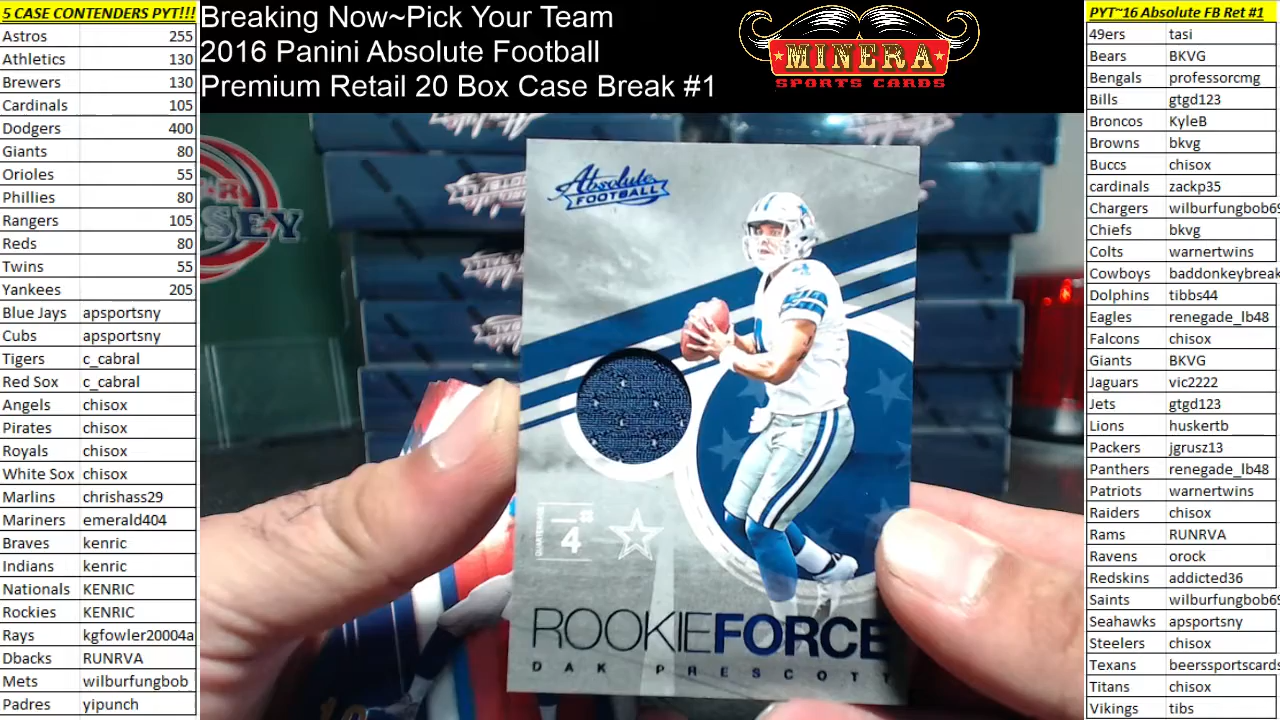 5 CASE CONTENDERS PYT!!!
Astros 255
Athletics 130
Brewers 130
Cardinals 105
Dodgers 400
Giants 80
Orioles 55
Phillies 80
Rangers 105
Reds 80
Twins 55
Yankees 205
Blue Jays apsportsny
Cubs apsportsny
Tigers c_cabral
Red Sox c_cabral
Angels chisox
Pirates chisox
Royals chisox
White Sox chisox
Marlins chrishass29
Mariners emerald404
Braves kenric
Indians kenric
Nationals KENRIC
Rockies KENRIC
Rays kgfowler20004a
Dbacks RUNRVA
Mets wilburfungbob
Padres yipunch
Breaking Now~Pick Your Team
2016 Panini Absolute Football
Premium Retail 20 Box Case Break #1
MINERA
SPORTS CARDS
Absolute
FOOTBALL
QUARTERBACK
4
ROOKIE FORCE
DAK PRESCOTT
PYT~16 Absolute FB Ret #1
49ers tasi
Bears BKVG
Bengals professorcmg
Bills gtgd123
Broncos KyleB
Browns bkvg
Buccs chisox
cardinals zackp35
Chargers wilburfungbob69
Chiefs bkvg
Colts warnertwins
Cowboys baddonkeybreak
Dolphins tibbs44
Eagles renegade_lb48
Falcons chisox
Giants BKVG
Jaguars vic2222
Jets gtgd123
Lions huskertb
Packers jgrusz13
Panthers renegade_lb48
Patriots warnertwins
Raiders chisox
Rams RUNRVA
Ravens orock
Redskins addicted36
Saints wilburfungbob69
Seahawks apsportsny
Steelers chisox
Texans beerssportscards
Titans chisox
Vikings tibs